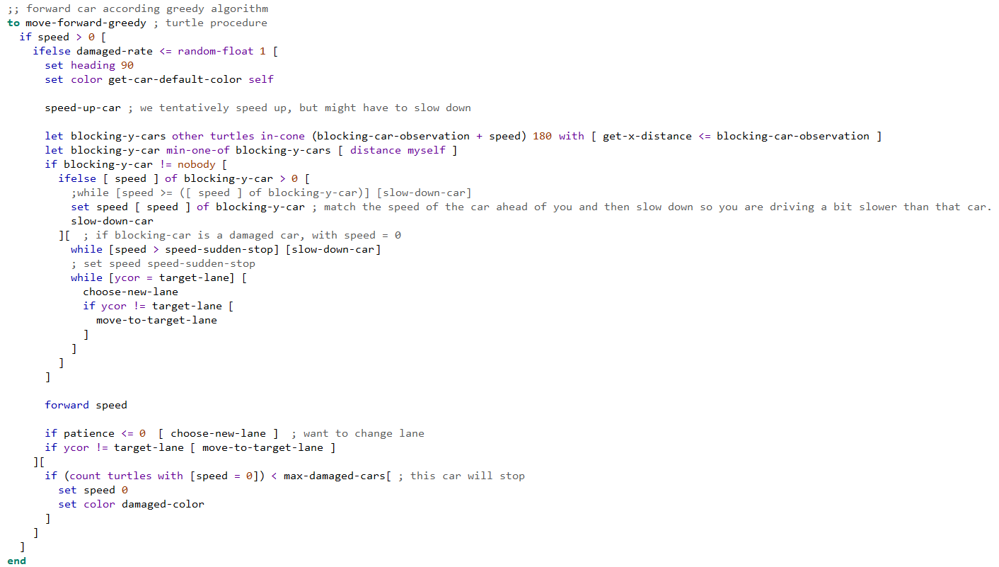 ;; forward car according greedy algorithm
to move-forward-greedy ; turtle procedure
  if speed > 0 [
    ifelse damaged-rate <= random-float 1 [
      set heading 90
      set color get-car-default-color self

      speed-up-car ; we tentatively speed up, but might have to slow down

      let blocking-y-cars other turtles in-cone (blocking-car-observation + speed) 180 with [ get-x-distance <= blocking-car-observation ]
      let blocking-y-car min-one-of blocking-y-cars [ distance myself ]
      if blocking-y-car != nobody [
        ifelse [ speed ] of blocking-y-car > 0 [
          ;while [speed >= ([ speed ] of blocking-y-car)] [slow-down-car]
          set speed [ speed ] of blocking-y-car ; match the speed of the car ahead of you and then slow down so you are driving a bit slower than that car.
          slow-down-car
        ][  ; if blocking-car is a damaged car, with speed = 0
          while [speed > speed-sudden-stop] [slow-down-car]
          ; set speed speed-sudden-stop
          while [ycor = target-lane] [
            choose-new-lane
            if ycor != target-lane [
              move-to-target-lane
            ]
          ]
        ]
      ]

      forward speed

      if patience <= 0  [ choose-new-lane ]  ; want to change lane
      if ycor != target-lane [ move-to-target-lane ]
    ][
      if (count turtles with [speed = 0]) < max-damaged-cars[ ; this car will stop
        set speed 0
        set color damaged-color
      ]
    ]
  ]
end